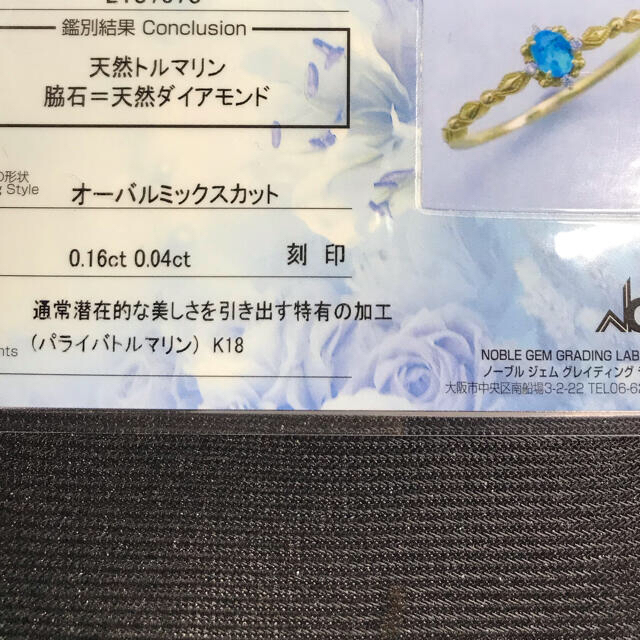 鑑別結果 Conclusion
天然トルマリン
脇石＝天然ダイアモンド
の形状
Style
オーバルミックスカット
0.16ct 0.04ct 刻印
通常潜在的な美しさを引き出す特有の加工
(パライバトルマリン) K18
NOBLE GEM GRADING LAB
ノーブル ジェム グレイディング
大阪市中央区南船場3-2-22 TEL06-6